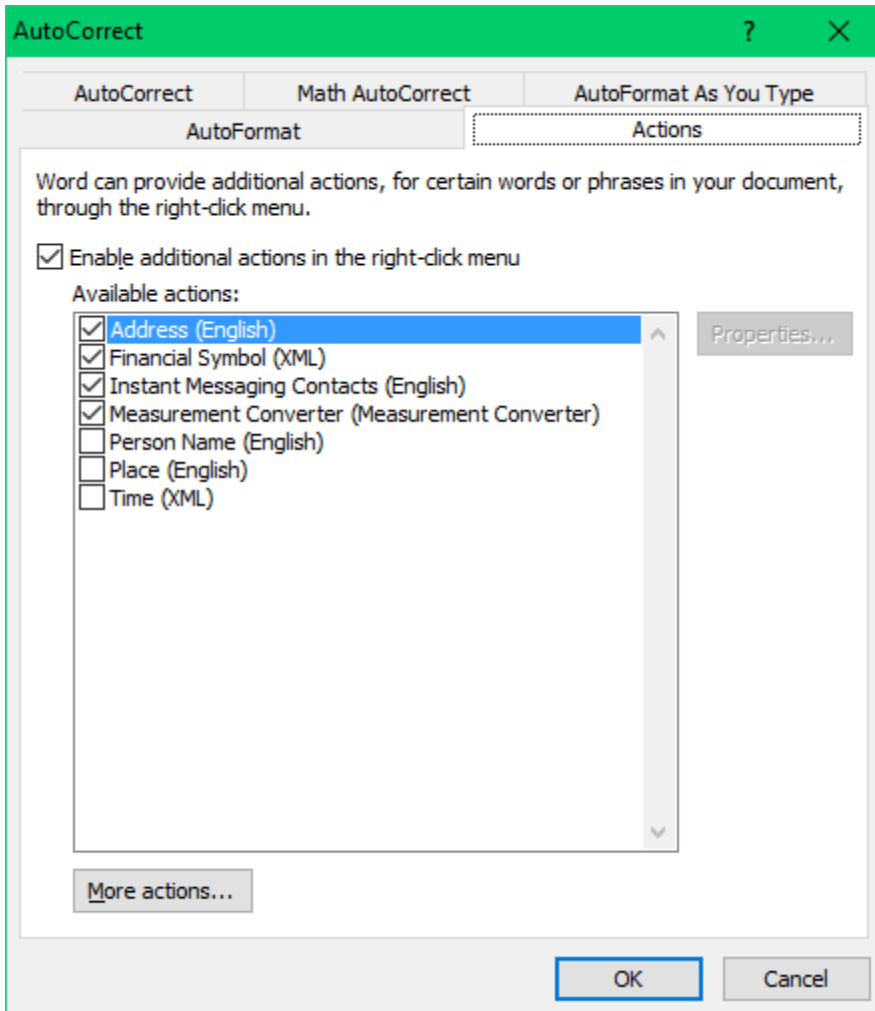 AutoCorrect ?
AutoCorrect Math AutoCorrect AutoFormat As You Type
AutoFormat Actions
Word can provide additional actions, for certain words or phrases in your document,
through the right-click menu.
Enable additional actions in the right-click menu
Available actions:
Address (English)
Properties...
Financial Symbol (XML)
Instant Messaging Contacts (English)
Measurement Converter (Measurement Converter)
Person Name (English)
Place (English)
Time (XML)
More actions...
OK Cancel